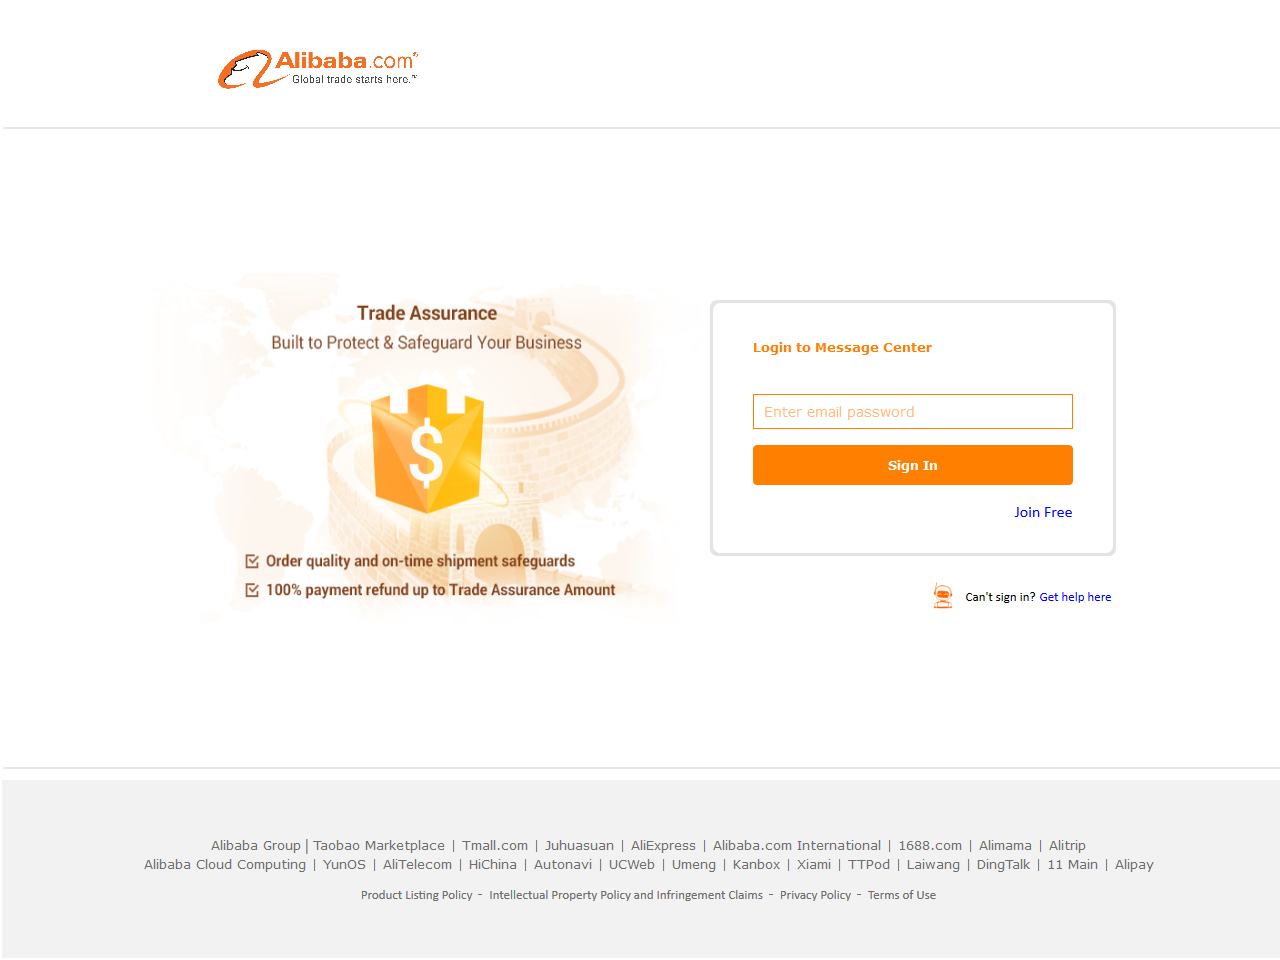 Alibaba.com®
Global trade starts here.™
Trade Assurance
Built to Protect & Safeguard Your Business
$
Order quality and on-time shipment safeguards
100% payment refund up to Trade Assurance Amount
Login to Message Center
Enter email password
Sign In
Join Free
Can't sign in? Get help here
Alibaba Group | Taobao Marketplace | Tmall.com | Juhuasuan | AliExpress | Alibaba.com International | 1688.com | Alimama | Alitrip
Alibaba Cloud Computing | YunOS | AliTelecom | HiChina | Autonavi | UCWeb | Umeng | Kanbox | Xiami | TTPod | Laiwang | DingTalk | 11 Main | Alipay
Product Listing Policy - Intellectual Property Policy and Infringement Claims - Privacy Policy - Terms of Use